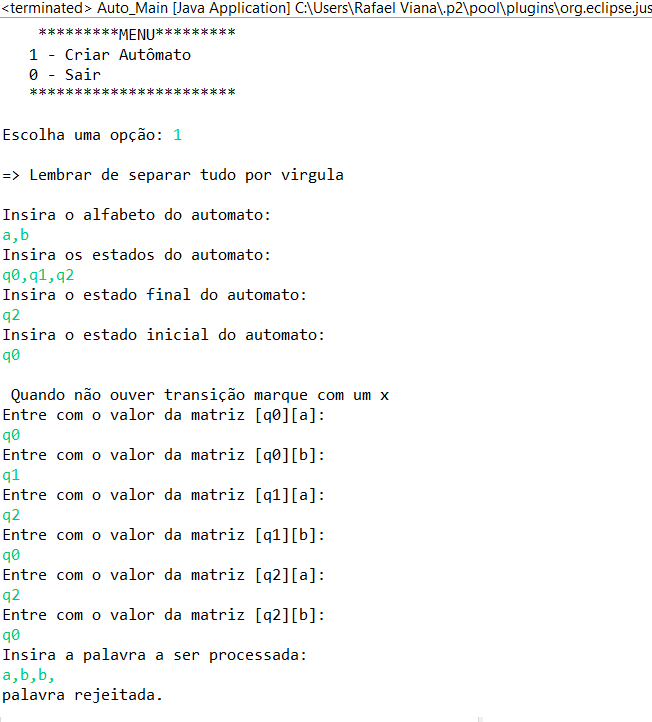 <terminated> Auto_Main [Java Application] C:\Users\Rafael Viana\.p2\pool\plugins\org.eclipse.jus
*********MENU*********
1 - Criar Autômato
0 - Sair
***********************
Escolha uma opção: 1
=> Lembrar de separar tudo por virgula
Insira o alfabeto do automato:
a,b
Insira os estados do automato:
q0,q1,q2
Insira o estado final do automato:
q2
Insira o estado inicial do automato:
q0
Quando não ouver transição marque com um x
Entre com o valor da matriz [q0][a]:
q0
Entre com o valor da matriz [q0][b]:
q1
Entre com o valor da matriz [q1][a]:
q2
Entre com o valor da matriz [q1][b]:
q0
Entre com o valor da matriz [q2][a]:
q2
Entre com o valor da matriz [q2][b]:
q0
Insira a palavra a ser processada:
a,b,b,
palavra rejeitada.